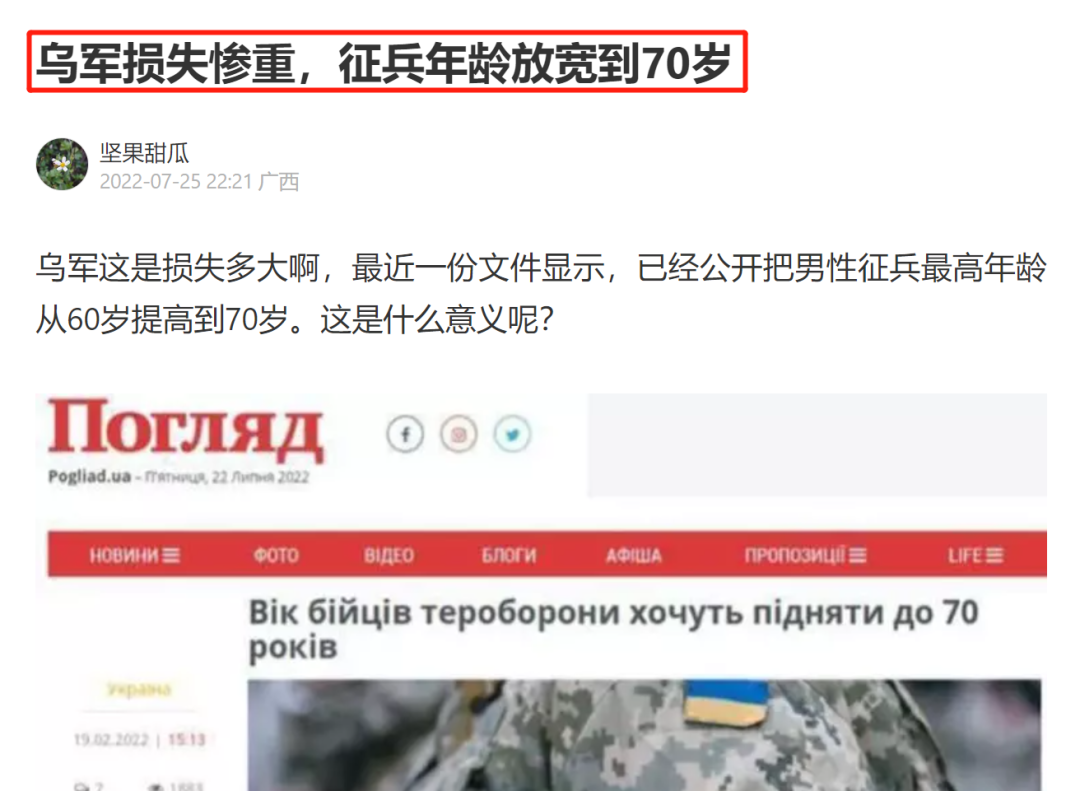 乌军损失惨重，征兵年龄放宽到70岁
坚果甜瓜
2022-07-25 22:21 广西
乌军这是损失多大啊，最近一份文件显示，已经公开把男性征兵最高年龄
从60岁提高到70岁。这是什么意义呢？
Погляд
Pogliad.ua – П'ятниця, 22 Липня 2022
НОВИНИ ФОТО ВІДЕО БЛОГИ АФІША ПРОПОЗИЦІЇ LIFE
Вік бійців тероборони хочуть підняти до 70
років
Україна
19.02.2022 | 15:13